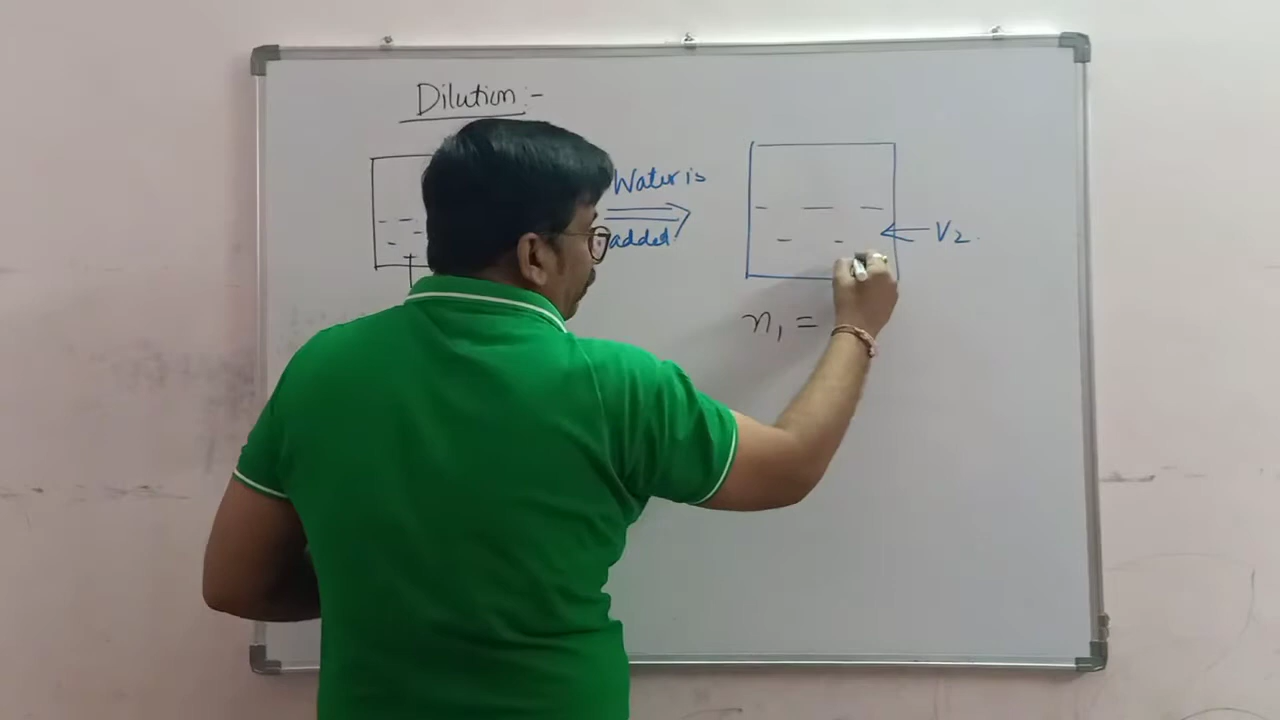 Dilution:-
Water is
added
V2
n1 =